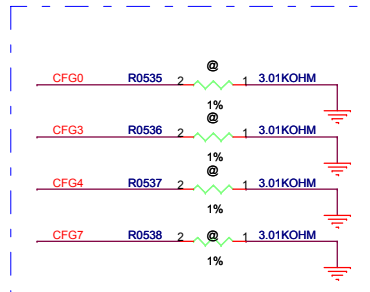 @
CFG0 R0535 2 1 3.01KOHM
1%
@
CFG3 R0536 2 1 3.01KOHM
1%
@
CFG4 R0537 2 1 3.01KOHM
1%
CFG7 R0538 2 @ 1 3.01KOHM
1%